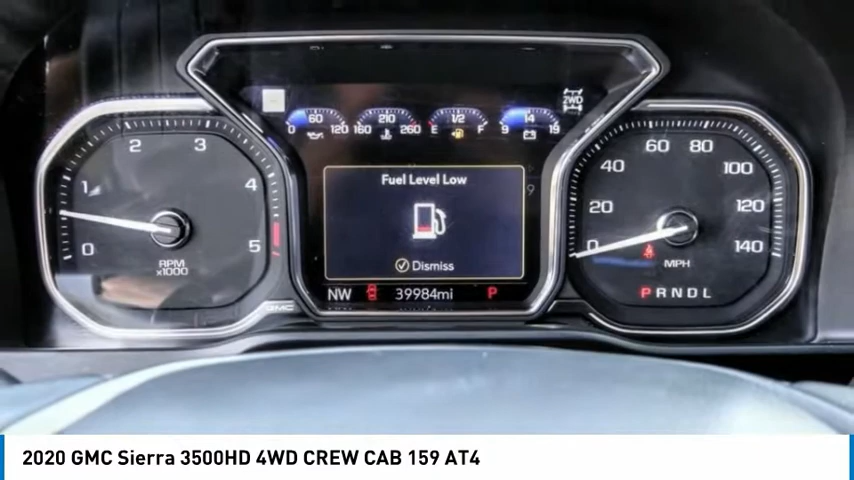 2WD
60
210
1/2
14
0
120
160
260
E
F
9
19
2
3
1
4
0
5
RPM
x1000
GMC
Fuel Level Low
Dismiss
NW
39984mi
P
9
60
80
40
100
20
120
0
140
MPH
PRNDL
2020 GMC Sierra 3500HD 4WD CREW CAB 159 AT4